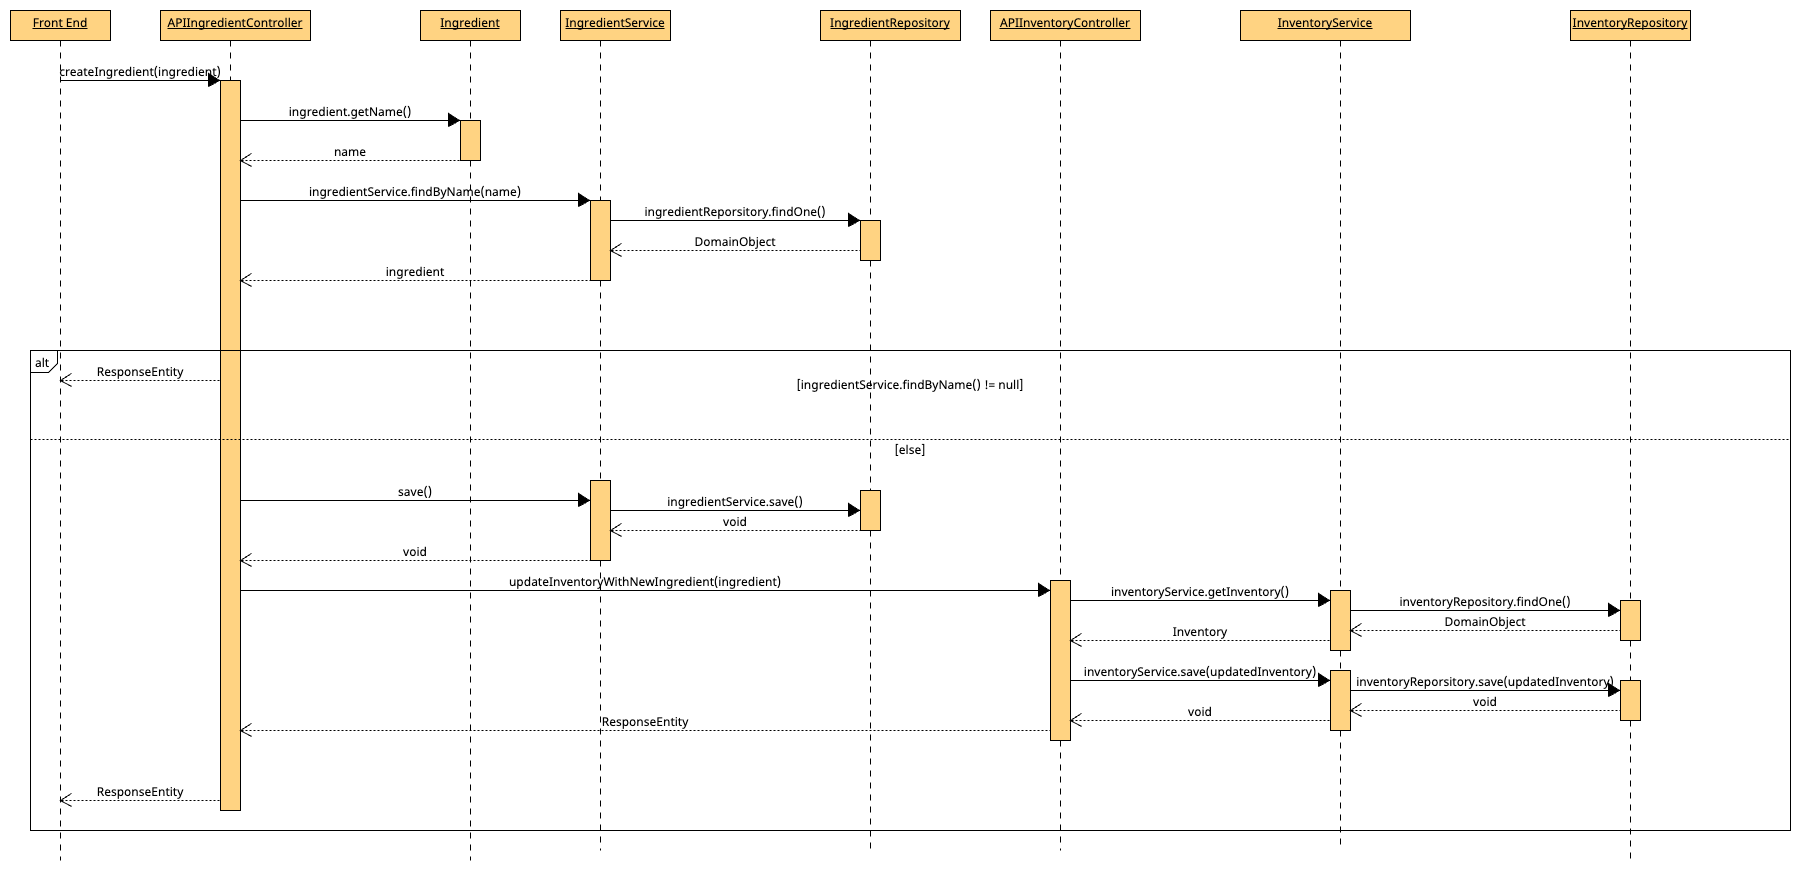 Front End
APIIngredientController
Ingredient
IngredientService
IngredientRepository
APIInventoryController
InventoryService
InventoryRepository
createIngredient(ingredient)
ingredient.getName()
name
ingredientService.findByName(name)
ingredientReporsitory.findOne()
DomainObject
ingredient
alt
ResponseEntity
[ingredientService.findByName() != null]
[else]
save()
ingredientService.save()
void
void
updateInventoryWithNewIngredient(ingredient)
inventoryService.getInventory()
inventoryRepository.findOne()
DomainObject
Inventory
inventoryService.save(updatedInventory)
inventoryReporsitory.save(updatedInventory)
void
void
ResponseEntity
ResponseEntity